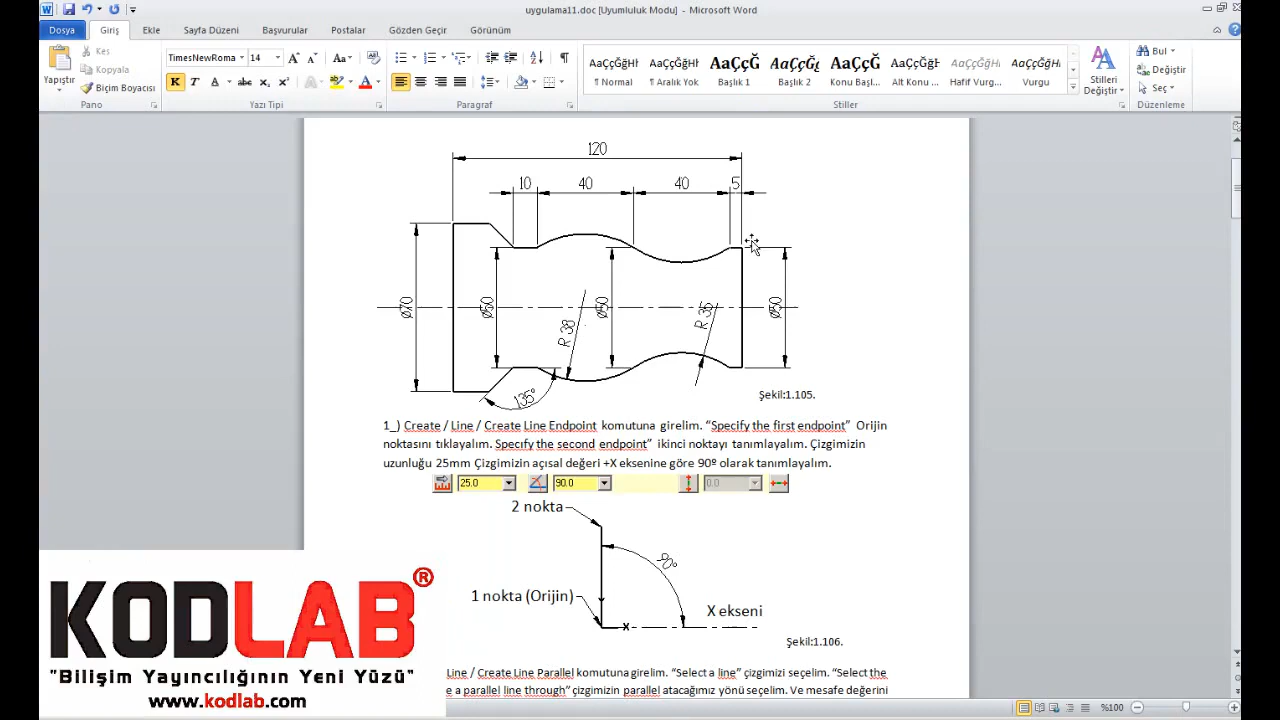 uygulama11.doc [Uyumluluk Modu] - Microsoft Word
Dosya Giriş Ekle Sayfa Düzeni Başvurular Postalar Gözden Geçir Görünüm
Yapıştır
Kes
Kopyala
Biçim Boyacısı
Pano
TimesNewRoma 14
Yazı Tipi
Paragraf
AaÇçĞğHł AaÇçĞğHł AaÇçĞ AaÇçĞğ AaÇçĞ AaÇçĞğ AaÇçĞğHł AaÇçĞğHł
¶ Normal ¶ Aralık Yok Başlık 1 Başlık 2 Konu Başl... Alt Konu ... Hafif Vurg... Vurgu
Stiller
Stilleri
Değiştir
Bul
Değiştir
Seç
Düzenleme
120
10 40 40 5
Ø70 Ø50 R 38 Ø50 R 35 Ø50
135°
Şekil:1.105.
1_) Create / Line / Create Line Endpoint komutuna girelim. “Specify the first endpoint” Orijin
noktasını tıklayalım. Specıfy the second endpoint” ikinci noktayı tanımlayalım. Çizgimizin
uzunluğu 25mm Çizgimizin açısal değeri +X eksenine göre 90º olarak tanımlayalım.
25.0 90.0 0.0
2 nokta
90°
1 nokta (Orijin)
X ekseni
x
Şekil:1.106.
Line / Create Line Parallel komutuna girelim. “Select a line” çizgimizi seçelim. “Select the
e a parallel line through” çizgimizin parallel atacağımız yönü seçelim. Ve mesafe değerini
KODLAB®
"Bilişim Yayıncılığının Yeni Yüzü"
www.kodlab.com
%100